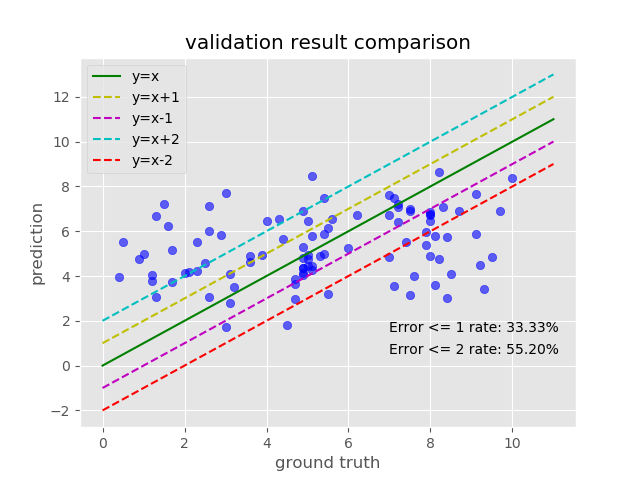 validation result comparison
y=x
y=x+1
y=x-1
y=x+2
y=x-2
12
10
8
6
4
2
0
−2
prediction
Error <= 1 rate: 33.33%
Error <= 2 rate: 55.20%
0 2 4 6 8 10
ground truth